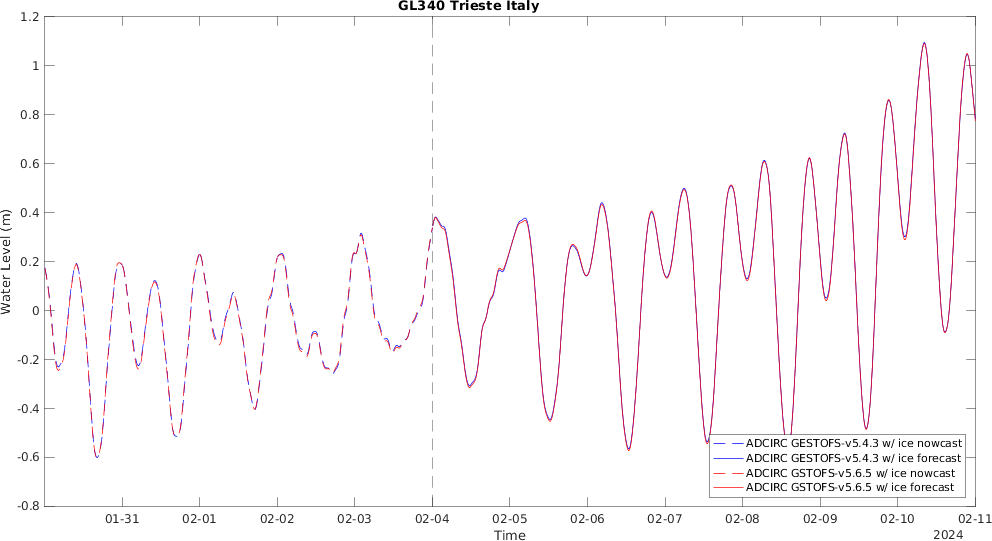 GL340 Trieste Italy
1.2
1
0.8
0.6
0.4
0.2
0
-0.2
-0.4
-0.6
-0.8
Water Level (m)
ADCIRC GESTOFS-v5.4.3 w/ ice nowcast
ADCIRC GESTOFS-v5.4.3 w/ ice forecast
ADCIRC GSTOFS-v5.6.5 w/ ice nowcast
ADCIRC GSTOFS-v5.6.5 w/ ice forecast
01-31 02-01 02-02 02-03 02-04 02-05 02-06 02-07 02-08 02-09 02-10 02-11
Time
2024